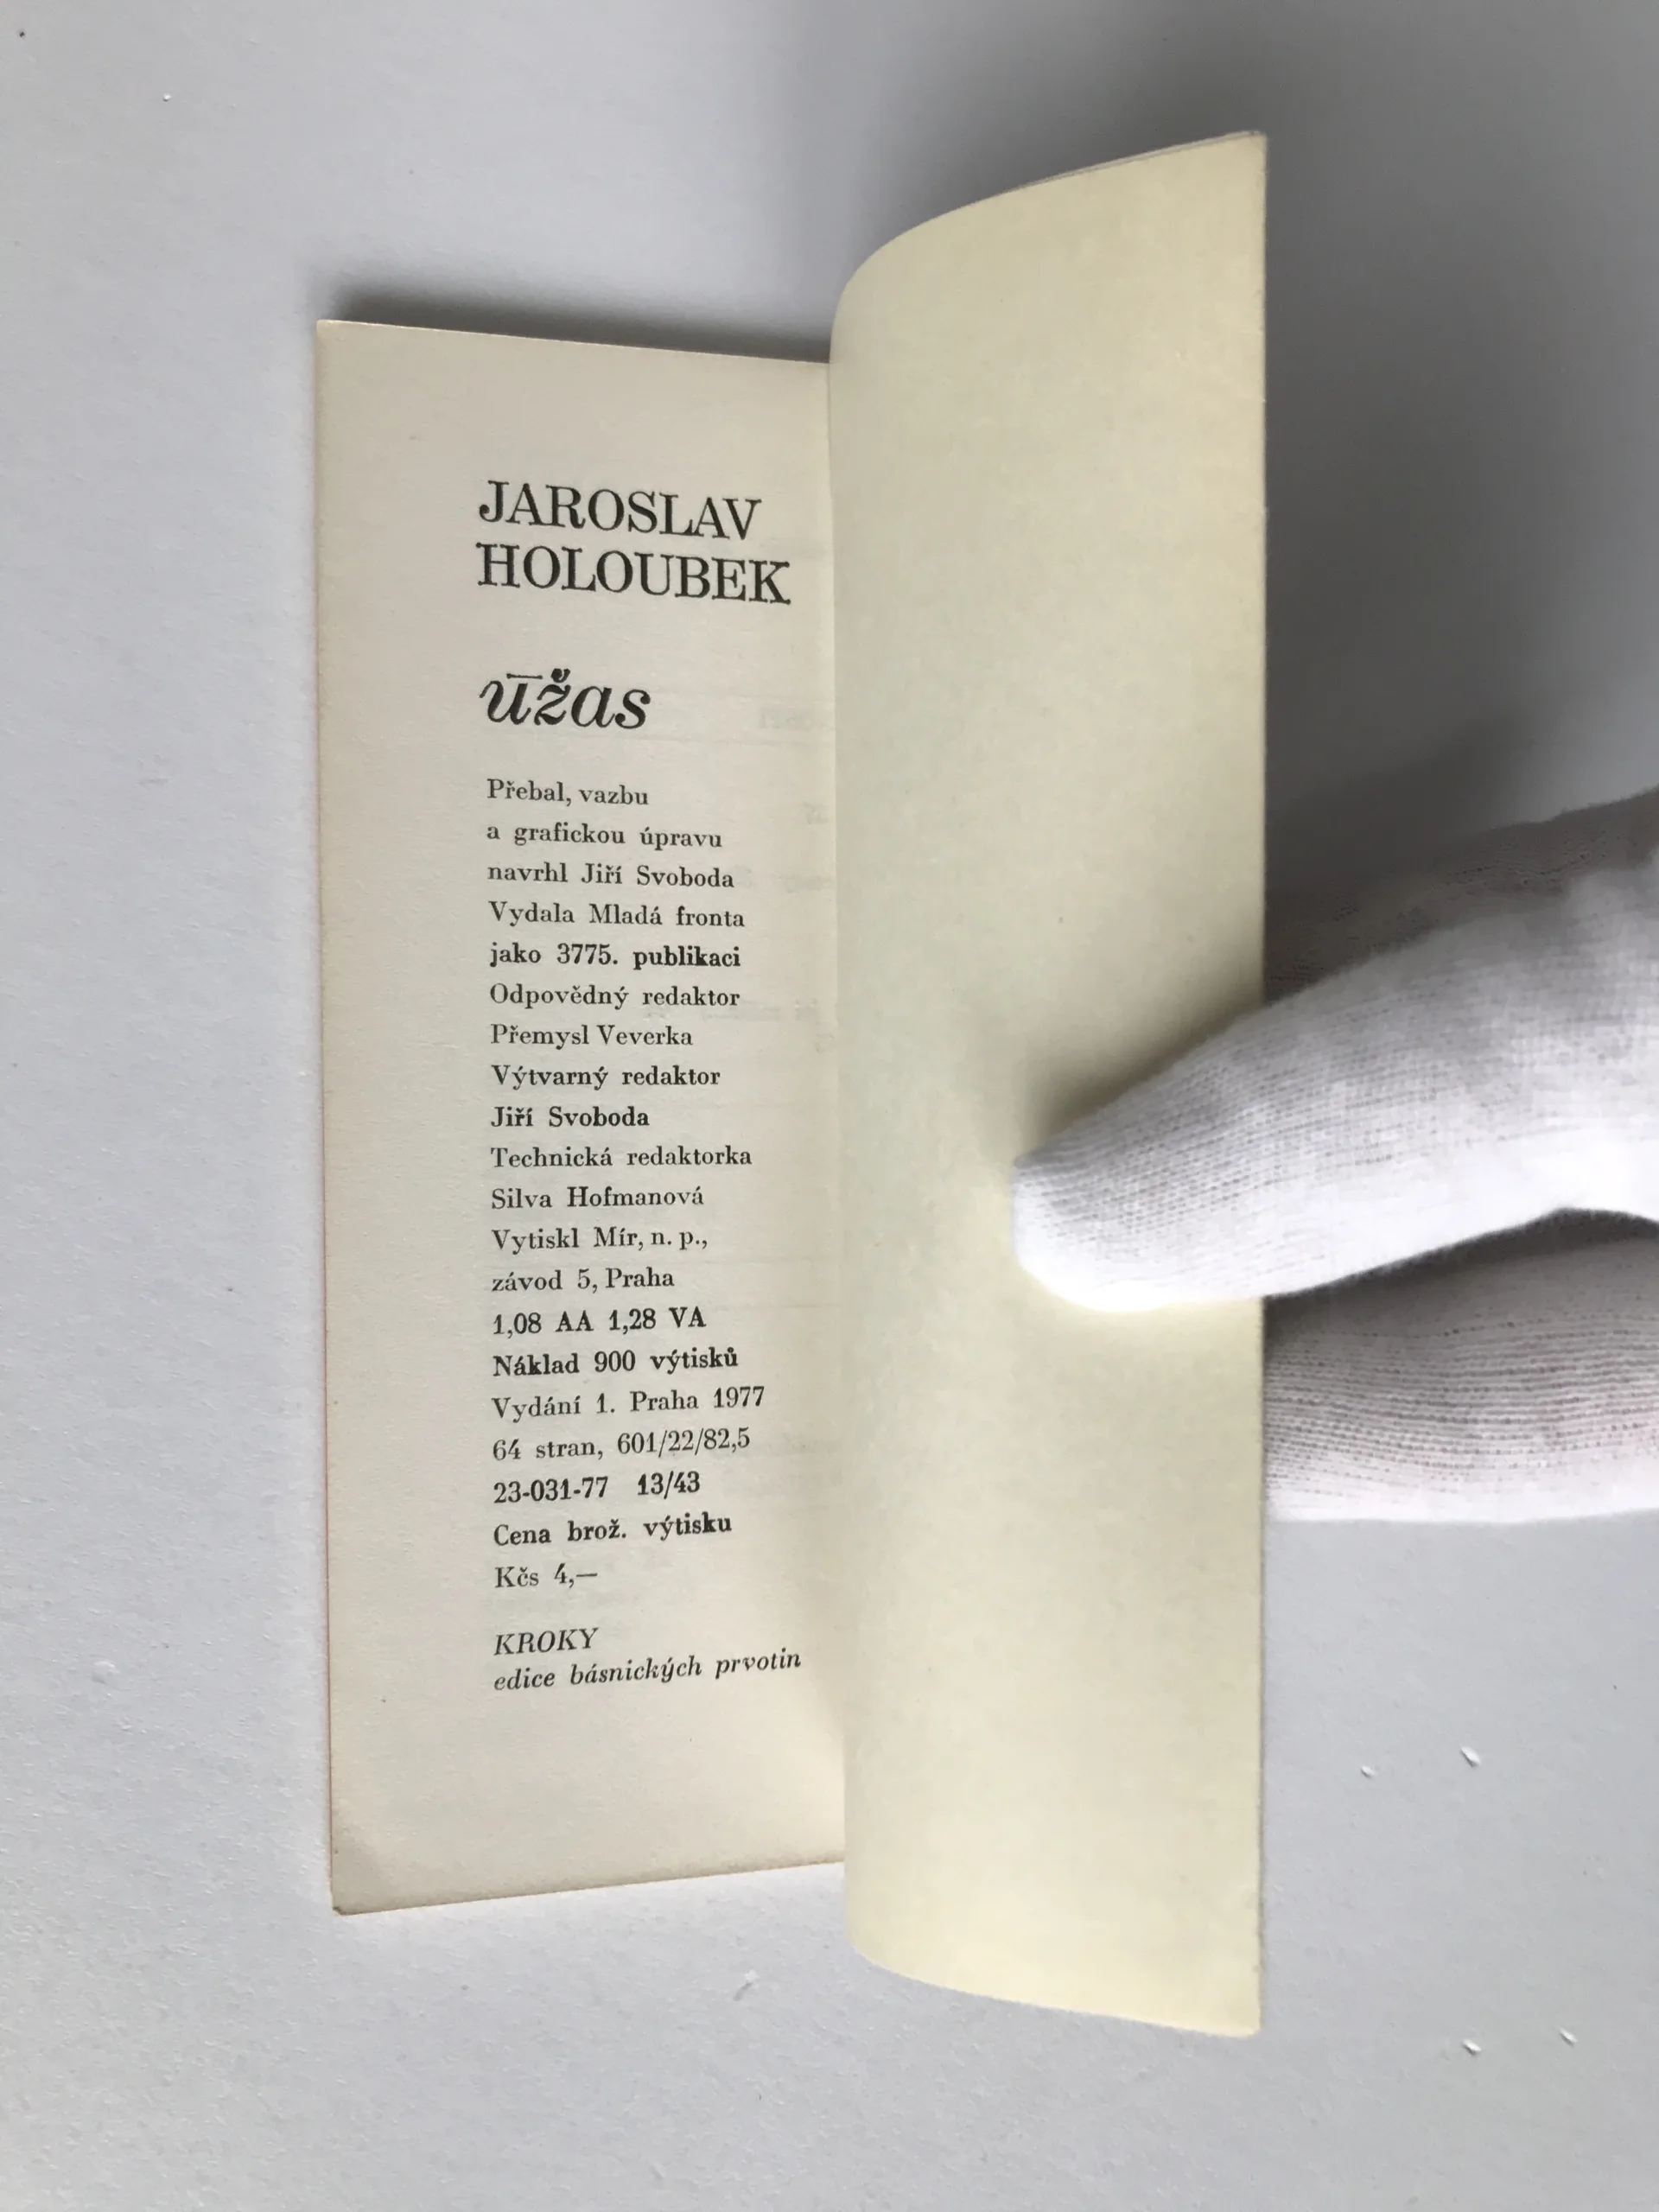 JAROSLAV
HOLOUBEK
úžas
Přebal, vazbu
a grafickou úpravu
navrhl Jiří Svoboda
Vydala Mladá fronta
jako 3775. publikaci
Odpovědný redaktor
Přemysl Veverka
Výtvarný redaktor
Jiří Svoboda
Technická redaktorka
Silva Hofmanová
Vytiskl Mír, n. p.,
závod 5, Praha
1,08 AA 1,28 VA
Náklad 900 výtisků
Vydání 1. Praha 1977
64 stran, 601/22/82,5
23-031-77 13/43
Cena brož. výtisku
Kčs 4,—
KROKY
edice básnických prvotin